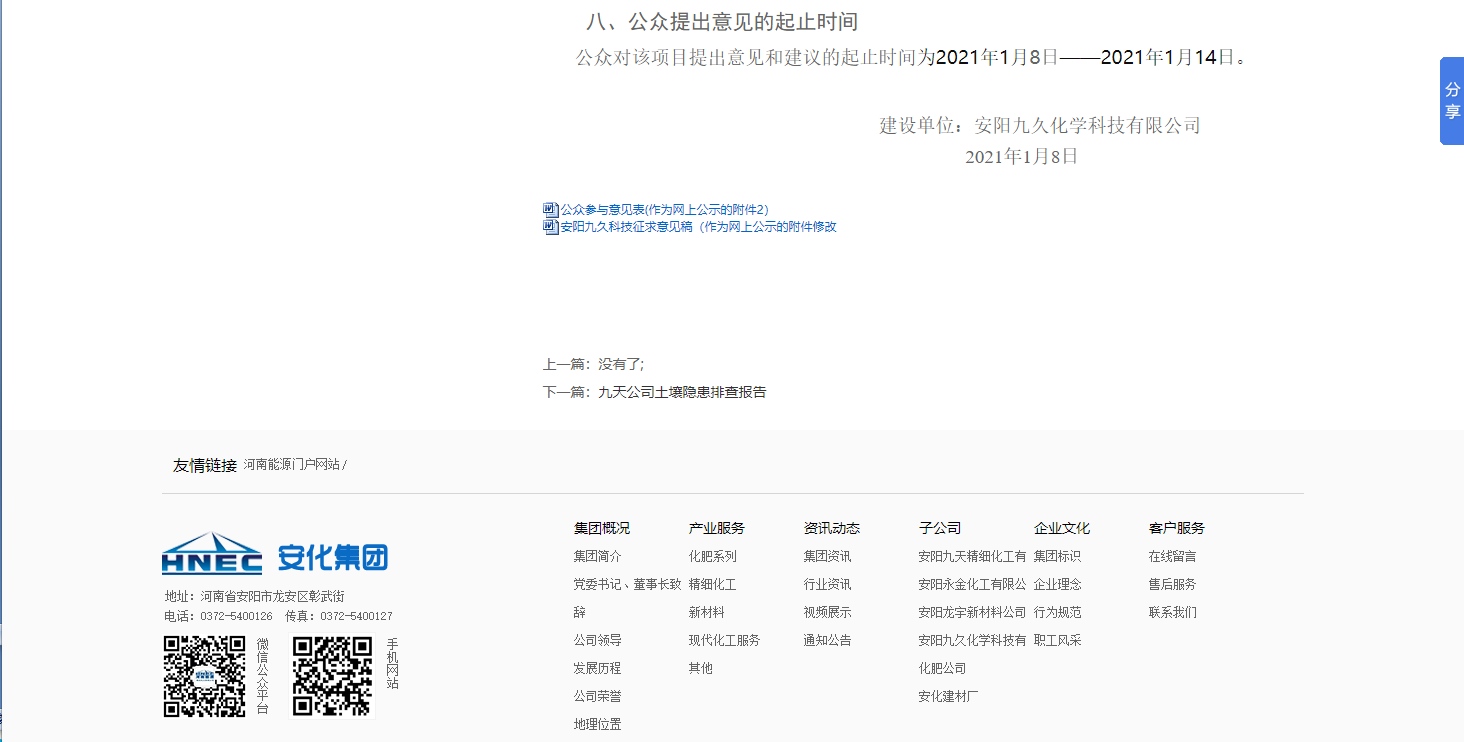 八、公众提出意见的起止时间
公众对该项目提出意见和建议的起止时间为2021年1月8日——2021年1月14日。
分享
建设单位：安阳九久化学科技有限公司
2021年1月8日
公众参与意见表(作为网上公示的附件2）
安阳九久科技征求意见稿（作为网上公示的附件修改
上一篇：没有了;
下一篇：九天公司土壤隐患排查报告
友情链接 河南能源门户网站 /
HNEC 安化集团
地址：河南省安阳市龙安区彰武街
电话：0372-5400126 传真：0372-5400127
微信公众平台
手机网站
集团概况
集团简介
党委书记、董事长致
辞
公司领导
发展历程
公司荣誉
地理位置
产业服务
化肥系列
精细化工
新材料
现代化工服务
其他
资讯动态
集团资讯
行业资讯
视频展示
通知公告
子公司
安阳九天精细化工有
安阳永金化工有限公
安阳龙宇新材料公司
安阳九久化学科技有
化肥公司
安化建材厂
企业文化
集团标识
企业理念
行为规范
职工风采
客户服务
在线留言
售后服务
联系我们